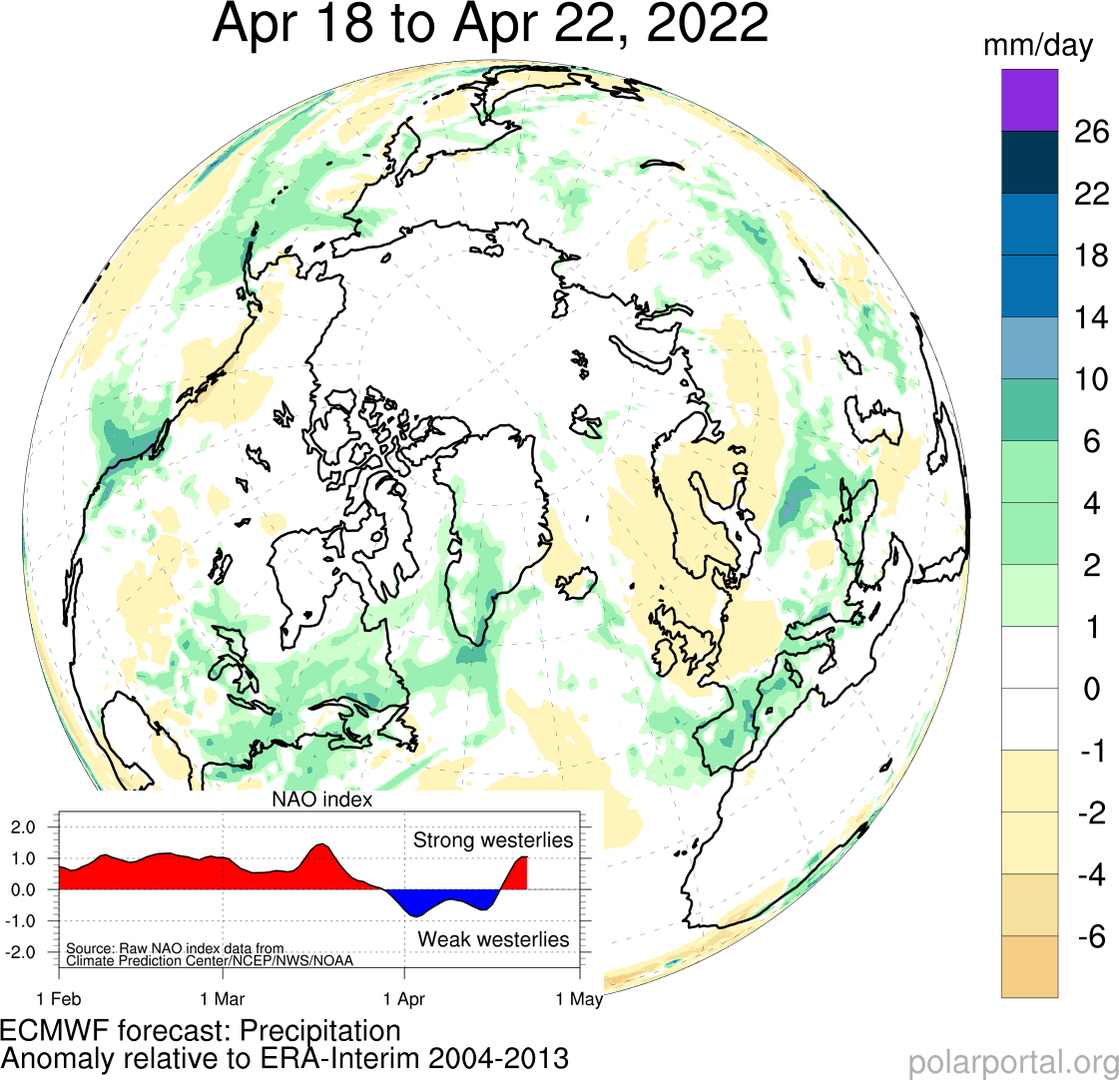 Apr 18 to Apr 22, 2022
mm/day
26
22
18
14
10
6
4
2
1
0
-1
-2
-4
-6
NAO index
2.0
1.0
0.0
-1.0
-2.0
Strong westerlies
Weak westerlies
Source: Raw NAO index data from
Climate Prediction Center/NCEP/NWS/NOAA
1 Feb
1 Mar
1 Apr
1 May
ECMWF forecast: Precipitation
Anomaly relative to ERA-Interim 2004-2013
polarportal.org